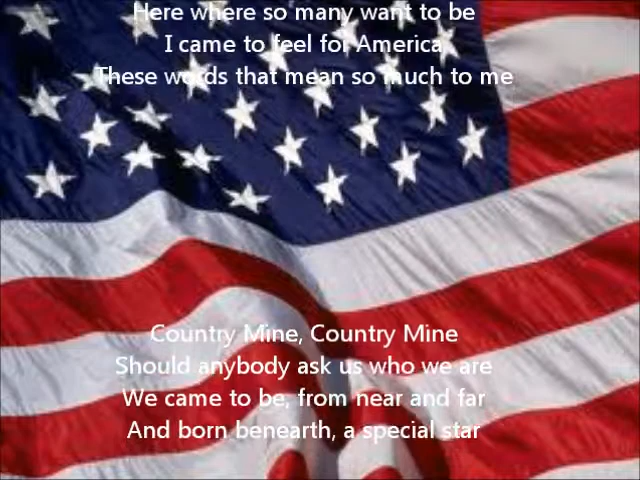 Here where so many want to be
I came to feel for America
These words that mean so much to me
Country Mine, Country Mine
Should anybody ask us who we are
We came to be, from near and far
And born benearth, a special star